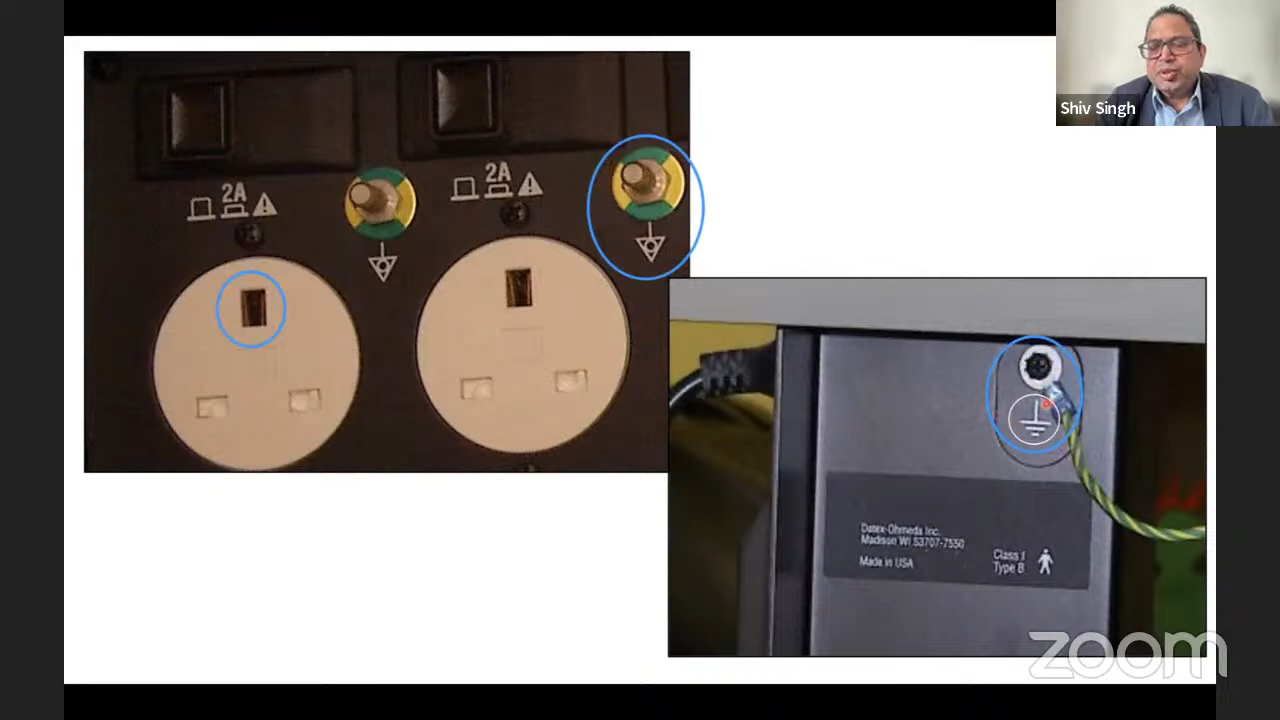 Shiv Singh
2A
2A
Datex-Ohmeda Inc.
Madison WI 53707-7550
Made in USA
Class I
Type B
zoom